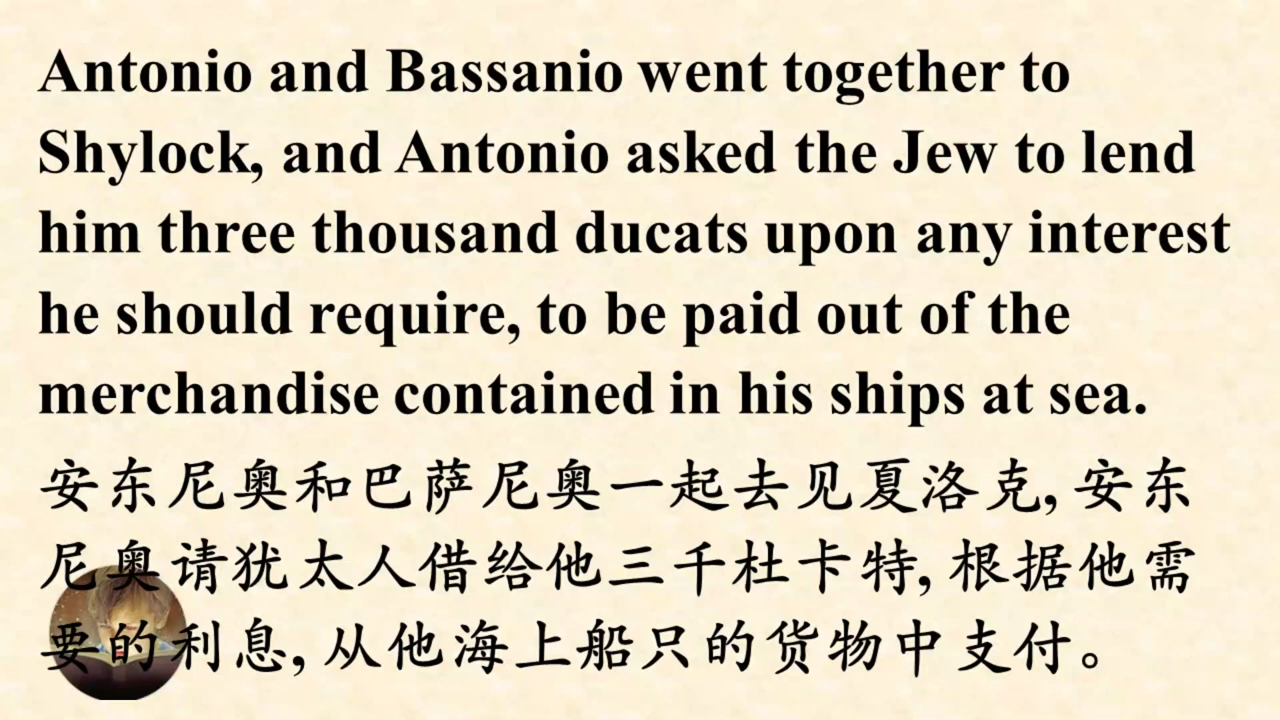 Antonio and Bassanio went together to
Shylock, and Antonio asked the Jew to lend
him three thousand ducats upon any interest
he should require, to be paid out of the
merchandise contained in his ships at sea.
安东尼奥和巴萨尼奥一起去见夏洛克, 安东
尼奥请犹太人借给他三千杜卡特, 根据他需
要的利息, 从他海上船只的货物中支付。